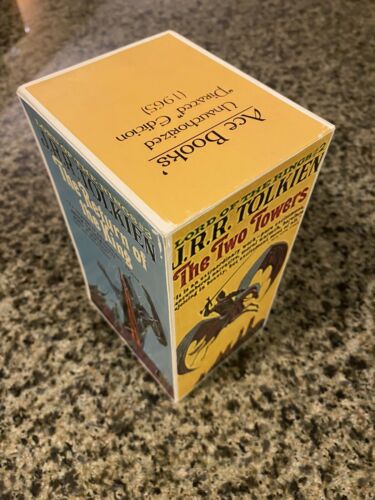 Ace Books'
Unauthorized
"Pirated" Edition
(1965)
J.R.R. TOLKIEN
The Return of
the King
LORD OF THE RINGS 2
J.R.R. TOLKIEN
The Two Towers